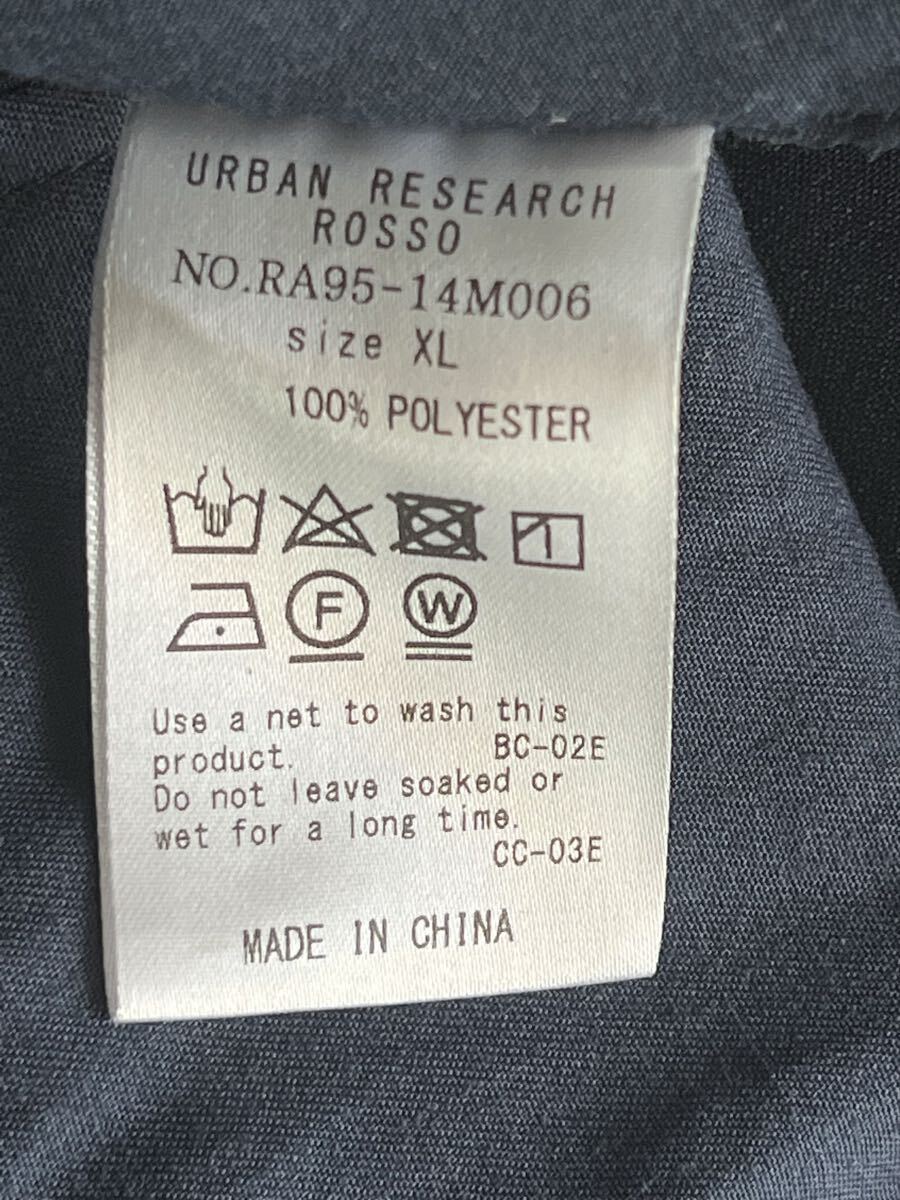 URBAN RESEARCH
ROSSO
NO.RA95-14M006
size XL
100% POLYESTER
F W
Use a net to wash this
product.
BC-02E
Do not leave soaked or
wet for a long time.
CC-03E
MADE IN CHINA